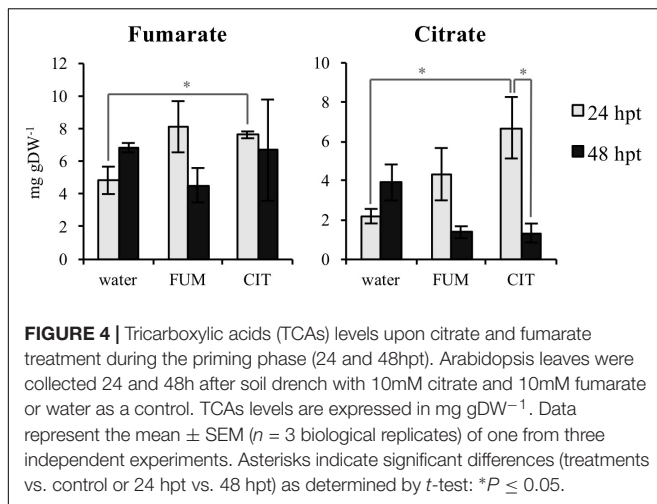 Fumarate
Citrate
mg gDW⁻¹
12
10
8
6
4
2
0
*
water
FUM
CIT
10
8
6
4
2
0
*
*
water
FUM
CIT
24 hpt
48 hpt
FIGURE 4 | Tricarboxylic acids (TCAs) levels upon citrate and fumarate
treatment during the priming phase (24 and 48hpt). Arabidopsis leaves were
collected 24 and 48h after soil drench with 10mM citrate and 10mM fumarate
or water as a control. TCAs levels are expressed in mg gDW−1. Data
represent the mean ± SEM (n = 3 biological replicates) of one from three
independent experiments. Asterisks indicate significant differences (treatments
vs. control or 24 hpt vs. 48 hpt) as determined by t-test: *P ≤ 0.05.